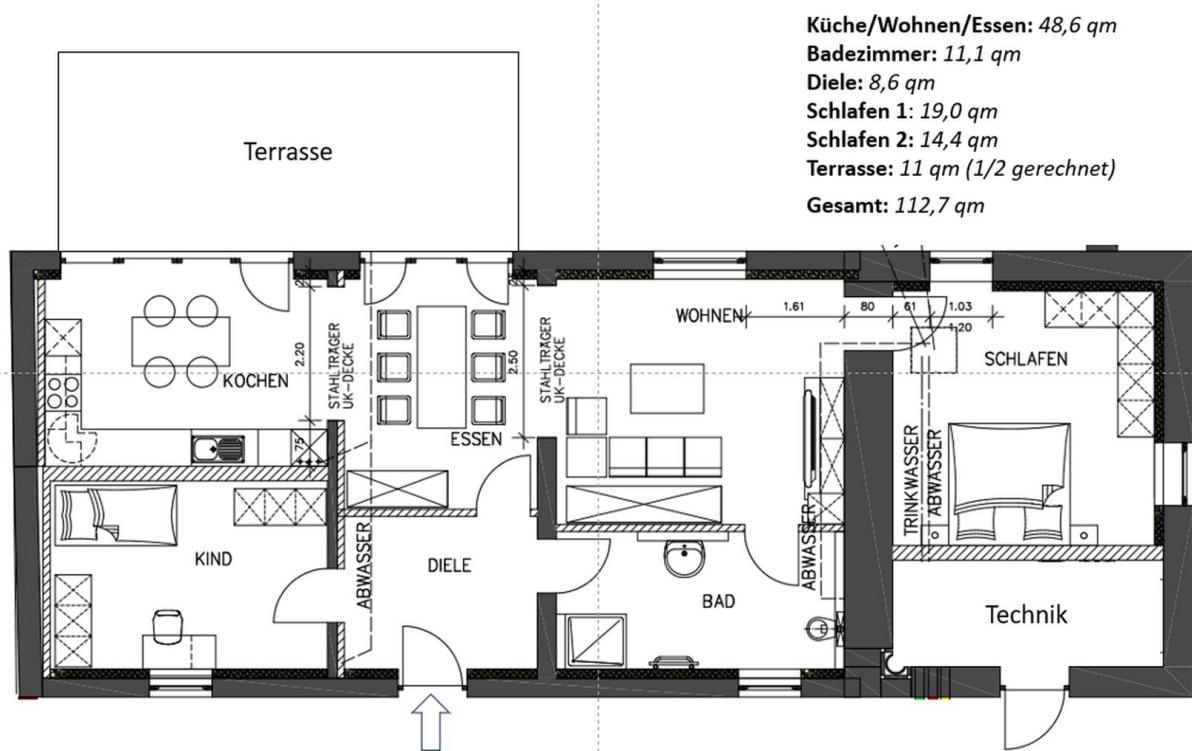 Küche/Wohnen/Essen: 48,6 qm
Badezimmer: 11,1 qm
Diele: 8,6 qm
Schlafen 1: 19,0 qm
Schlafen 2: 14,4 qm
Terrasse: 11 qm (1/2 gerechnet)
Gesamt: 112,7 qm
Terrasse
KOCHEN
2.20
STAHLTRÄGER
UK-DECKE
75
ESSEN
2.50
STAHLTRÄGER
UK-DECKE
WOHNEN
1.61
80
61
1.03
1.20
SCHLAFEN
TRINKWASSER
ABWASSER
KIND
ABWASSER
DIELE
BAD
ABWASSER
Technik